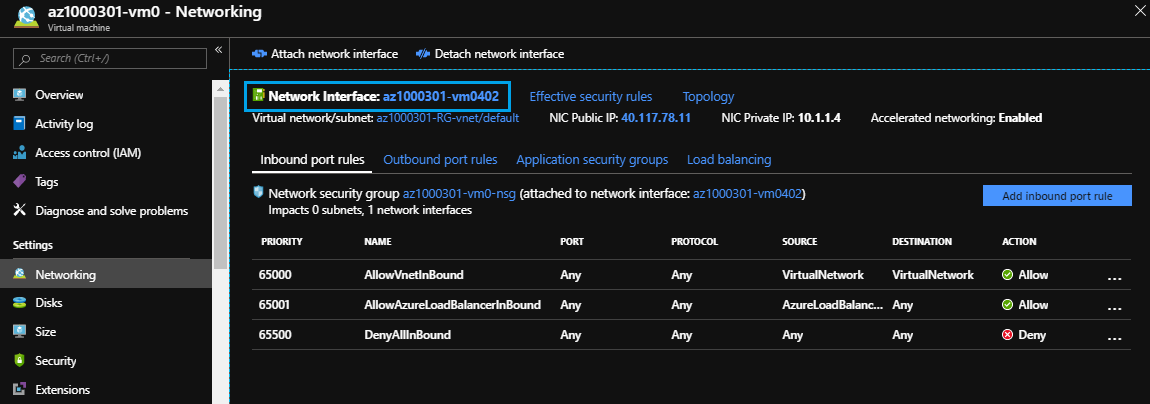 az1000301-vm0 - Networking
Virtual machine
Search (Ctrl+/)
Overview
Activity log
Access control (IAM)
Tags
Diagnose and solve problems
Settings
Networking
Disks
Size
Security
Extensions
Attach network interface Detach network interface
Network Interface: az1000301-vm0402 Effective security rules Topology
Virtual network/subnet: az1000301-RG-vnet/default NIC Public IP: 40.117.78.11 NIC Private IP: 10.1.1.4 Accelerated networking: Enabled
Inbound port rules Outbound port rules Application security groups Load balancing
Network security group az1000301-vm0-nsg (attached to network interface: az1000301-vm0402)
Impacts 0 subnets, 1 network interfaces
Add inbound port rule
PRIORITY NAME PORT PROTOCOL SOURCE DESTINATION ACTION
65000 AllowVnetInBound Any Any VirtualNetwork VirtualNetwork Allow ...
65001 AllowAzureLoadBalancerInBound Any Any AzureLoadBalanc... Any Allow ...
65500 DenyAllInBound Any Any Any Any Deny ...